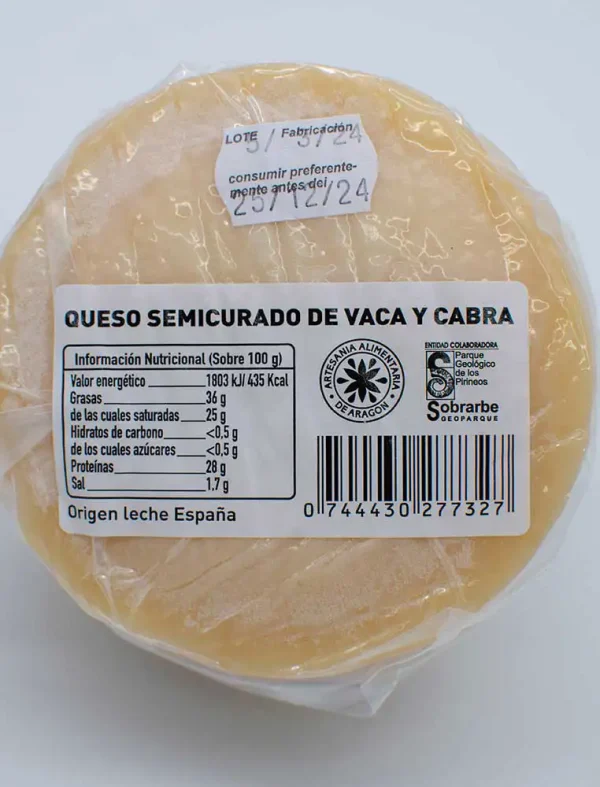 LOTE Fabricación
5/ 3/24
consumir preferente-
mente antes del
25/12/24
QUESO SEMICURADO DE VACA Y CABRA
Información Nutricional (Sobre 100 g)
Valor energético 1803 kJ/ 435 Kcal
Grasas 36 g
de las cuales saturadas 25 g
Hidratos de carbono <0,5 g
de los cuales azúcares <0,5 g
Proteínas 28 g
Sal 1,7 g
Origen leche España
ARTESANIA ALIMENTARIA
DE ARAGON
ENTIDAD COLABORADORA
Parque
Geológico
de los
Pirineos
Sobrarbe
GEOPARQUE
0 744430 277327